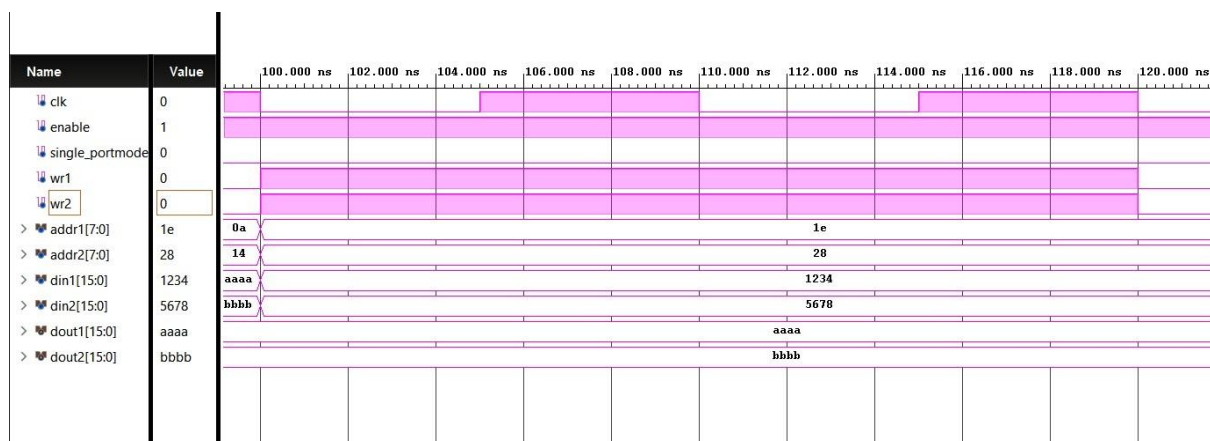 Name Value 100.000 ns 102.000 ns 104.000 ns 106.000 ns 108.000 ns 110.000 ns 112.000 ns 114.000 ns 116.000 ns 118.000 ns 120.000 ns
clk 0
enable 1
single_portmode 0
wr1 0
wr2 0
> addr1[7:0] 1e 0a 1e
> addr2[7:0] 28 14 28
> din1[15:0] 1234 aaaa 1234
> din2[15:0] 5678 bbbb 5678
> dout1[15:0] aaaa aaaa
> dout2[15:0] bbbb bbbb